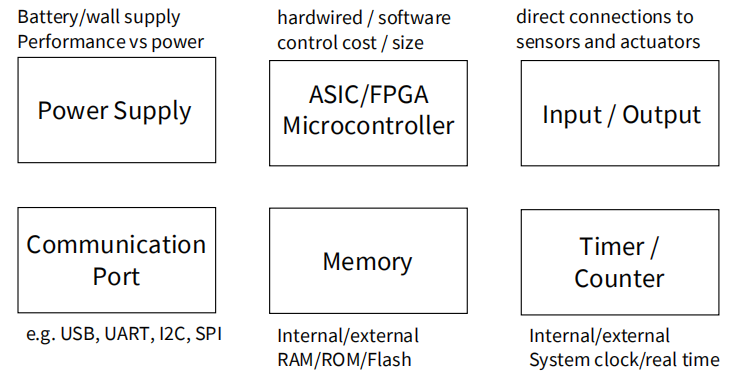 Battery/wall supply
Performance vs power
hardwired / software
control cost / size
direct connections to
sensors and actuators
Power Supply
ASIC/FPGA
Microcontroller
Input / Output
Communication
Port
Memory
Timer /
Counter
e.g. USB, UART, I2C, SPI
Internal/external
RAM/ROM/Flash
Internal/external
System clock/real time